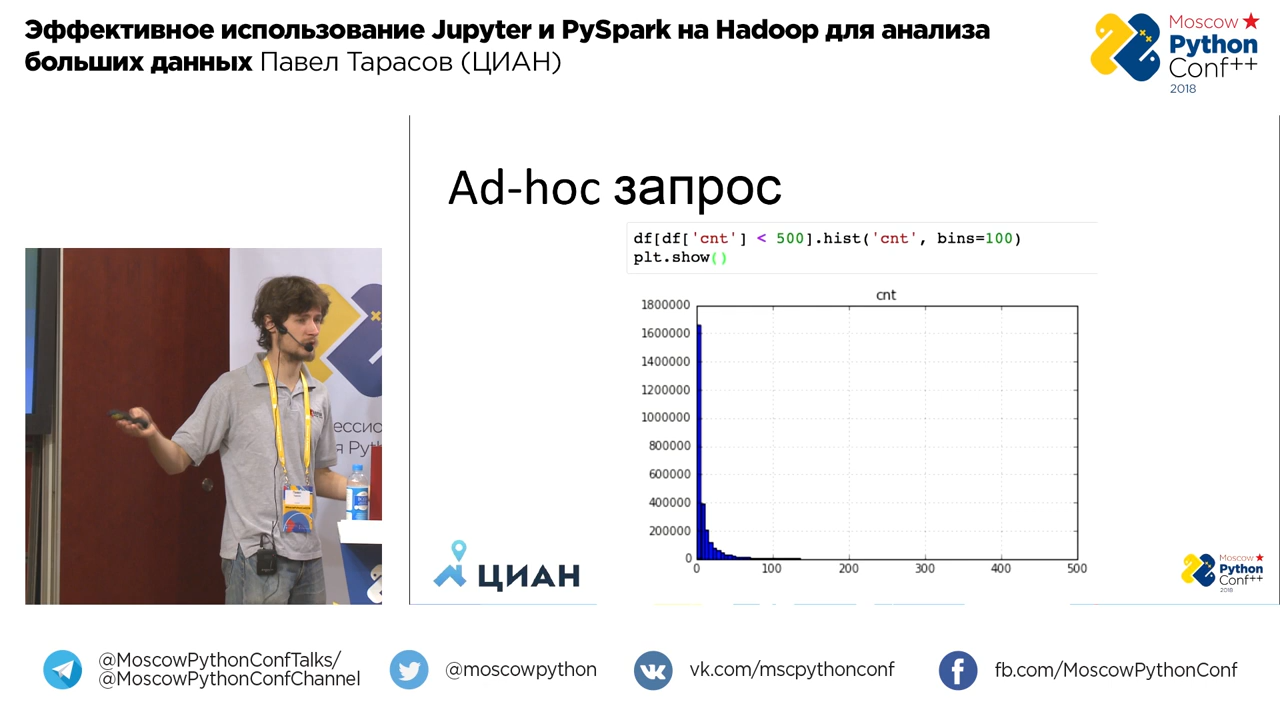 Эффективное использование Jupyter и PySpark на Hadoop для анализа
больших данных Павел Тарасов (ЦИАН)
Moscow
Python
Conf++
2018
Ad-hoc запрос
df[df['cnt'] < 500].hist('cnt', bins=100)
plt.show()
cnt
1800000
1600000
1400000
1200000
1000000
800000
600000
400000
200000
0
0 100 200 300 400 500
ЦИАН
Moscow
Python
Conf++
2018
@MoscowPythonConfTalks/
@MoscowPythonConfChannel
@moscowpython
vk.com/mscpythonconf
fb.com/MoscowPythonConf